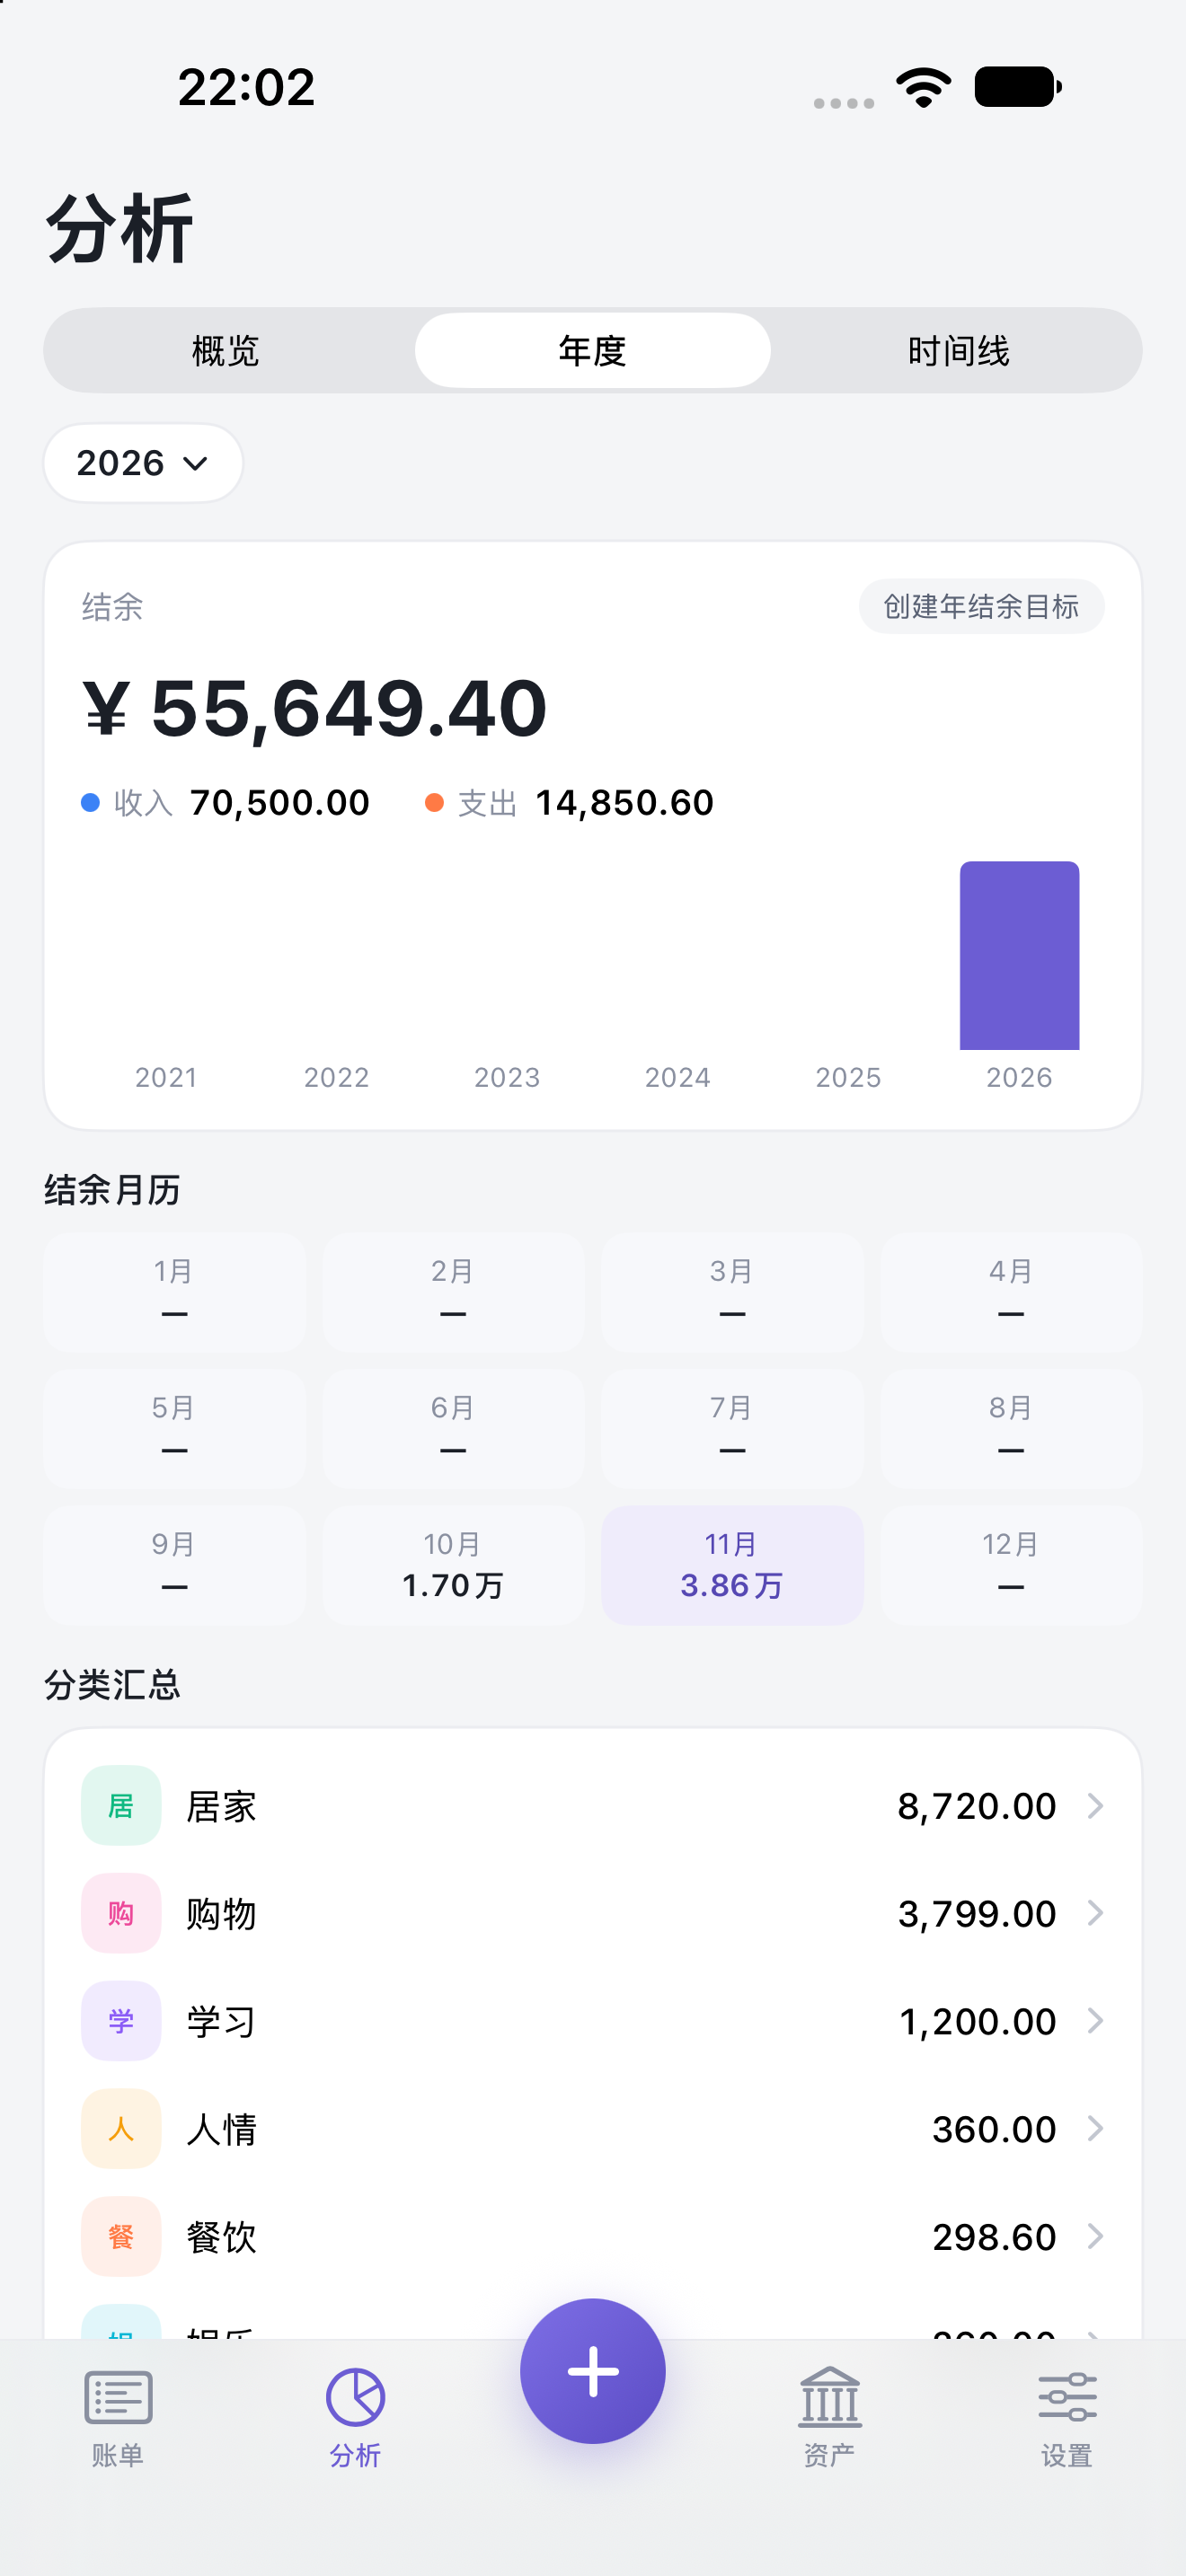 22:02
分析
概览 年度 时间线
2026
结余 创建年结余目标
¥ 55,649.40
收入 70,500.00 支出 14,850.60
2021 2022 2023 2024 2025 2026
结余月历
1月 2月 3月 4月
– – – –
5月 6月 7月 8月
– – – –
9月 10月 11月 12月
– 1.70万 3.86万 –
分类汇总
居 居家 8,720.00
购 购物 3,799.00
学 学习 1,200.00
人 人情 360.00
餐 餐饮 298.60
账单 分析 资产 设置